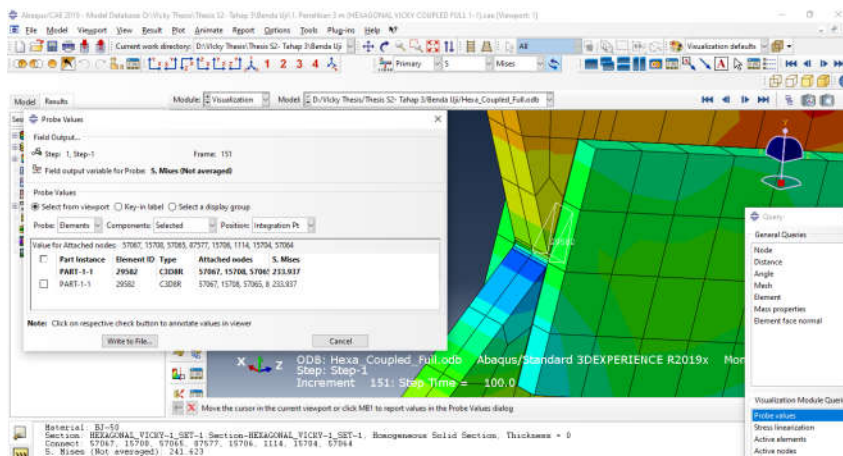 Abaqus/CAE 2019 - Model Database: D:\Vicky Thesis\Thesis S2- Tahap 3\Benda Uji\1. Penelitian 3 m (HEXAGONAL VICKY COUPLED FULL 1-1).cae [Viewport: 1]
File Model Viewport View Result Plot Animate Report Options Tools Plug-ins Help
Current work directory: D:\Vicky Thesis\Thesis S2- Tahap 3\Benda Uji
All
Visualization defaults
1 2 3 4
Primary S Mises
Model Results
Module: Visualization Model: D:/Vicky Thesis/Thesis S2- Tahap 3/Benda Uji/Hexa_Coupled_Full.odb
Probe Values
Field Output...
Step: 1, Step-1 Frame: 151
Field output variable for Probe: S, Mises (Not averaged)
Probe Values
Select from viewport Key-in label Select a display group
Probe: Elements Components: Selected Position: Integration Pt
Value for Attached nodes: 57067, 15708, 57065, 87577, 15706, 1114, 15704, 57064
Part Instance Element ID Type Attached nodes S, Mises
PART-1-1 29582 C3D8R 57067, 15708, 5706 233.937
PART-1-1 29582 C3D8R 57067, 15708, 57065, 8 233.937
Note: Click on respective check button to annotate values in viewer
Write to File... Cancel
29582
Y
X Z
ODB: Hexa_Coupled_Full.odb Abaqus/Standard 3DEXPERIENCE R2019x Mon
Step: Step-1
Increment 151: Step Time = 100.0
Query
General Queries
Node
Distance
Angle
Mesh
Element
Mass properties
Element face normal
Visualization Module Queri
Probe values
Stress linearization
Active elements
Active nodes
Move the cursor in the current viewport or click MB1 to report values in the Probe Values dialog
Material: BJ-50
Section: HEXAGONAL_VICKY-1_SET-1.Section-HEXAGONAL_VICKY-1_SET-1, Homogeneous Solid Section, Thickness = 0
Connect: 57067, 15708, 57065, 87577, 15706, 1114, 15704, 57064
S, Mises (Not averaged): 241.623